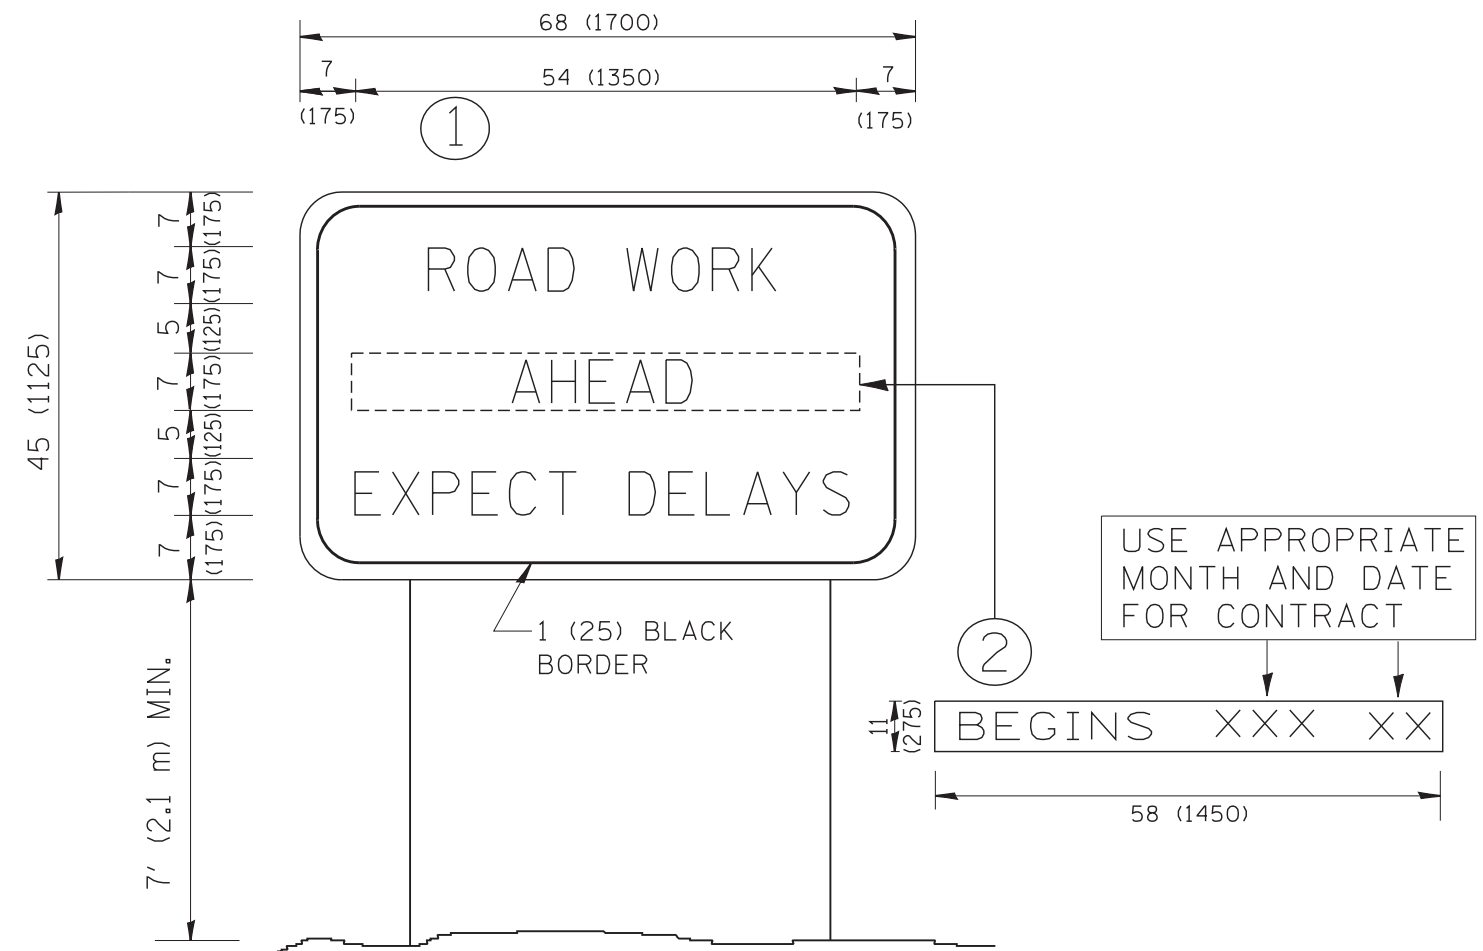 68 (1700)
7
54 (1350)
7
(175)
(175)
1
7
(175)
7
(175)
5
(125)
7
(175)
5
(125)
7
(175)
7
(175)
45 (1125)
ROAD WORK
AHEAD
EXPECT DELAYS
1 (25) BLACK
BORDER
7' (2.1 m) MIN.
USE APPROPRIATE
MONTH AND DATE
FOR CONTRACT
2
11
(275)
BEGINS XXX XX
58 (1450)